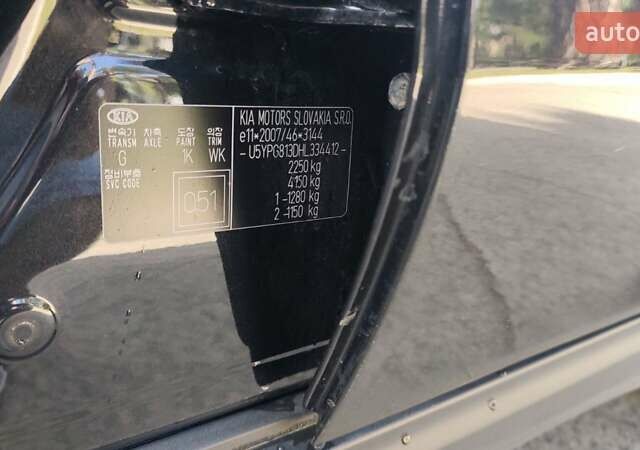 auto
KIA
변속기 차축 도장 의장
TRANSM AXLE PAINT TRIM
G 1K WK
정비부호
SVC CODE
051
KIA MOTORS SLOVAKIA S.R.O.
e11*2007/46*3144
- U5YPG813DHL334412 -
2250 kg
4150 kg
1 -1280 kg
2 -1150 kg